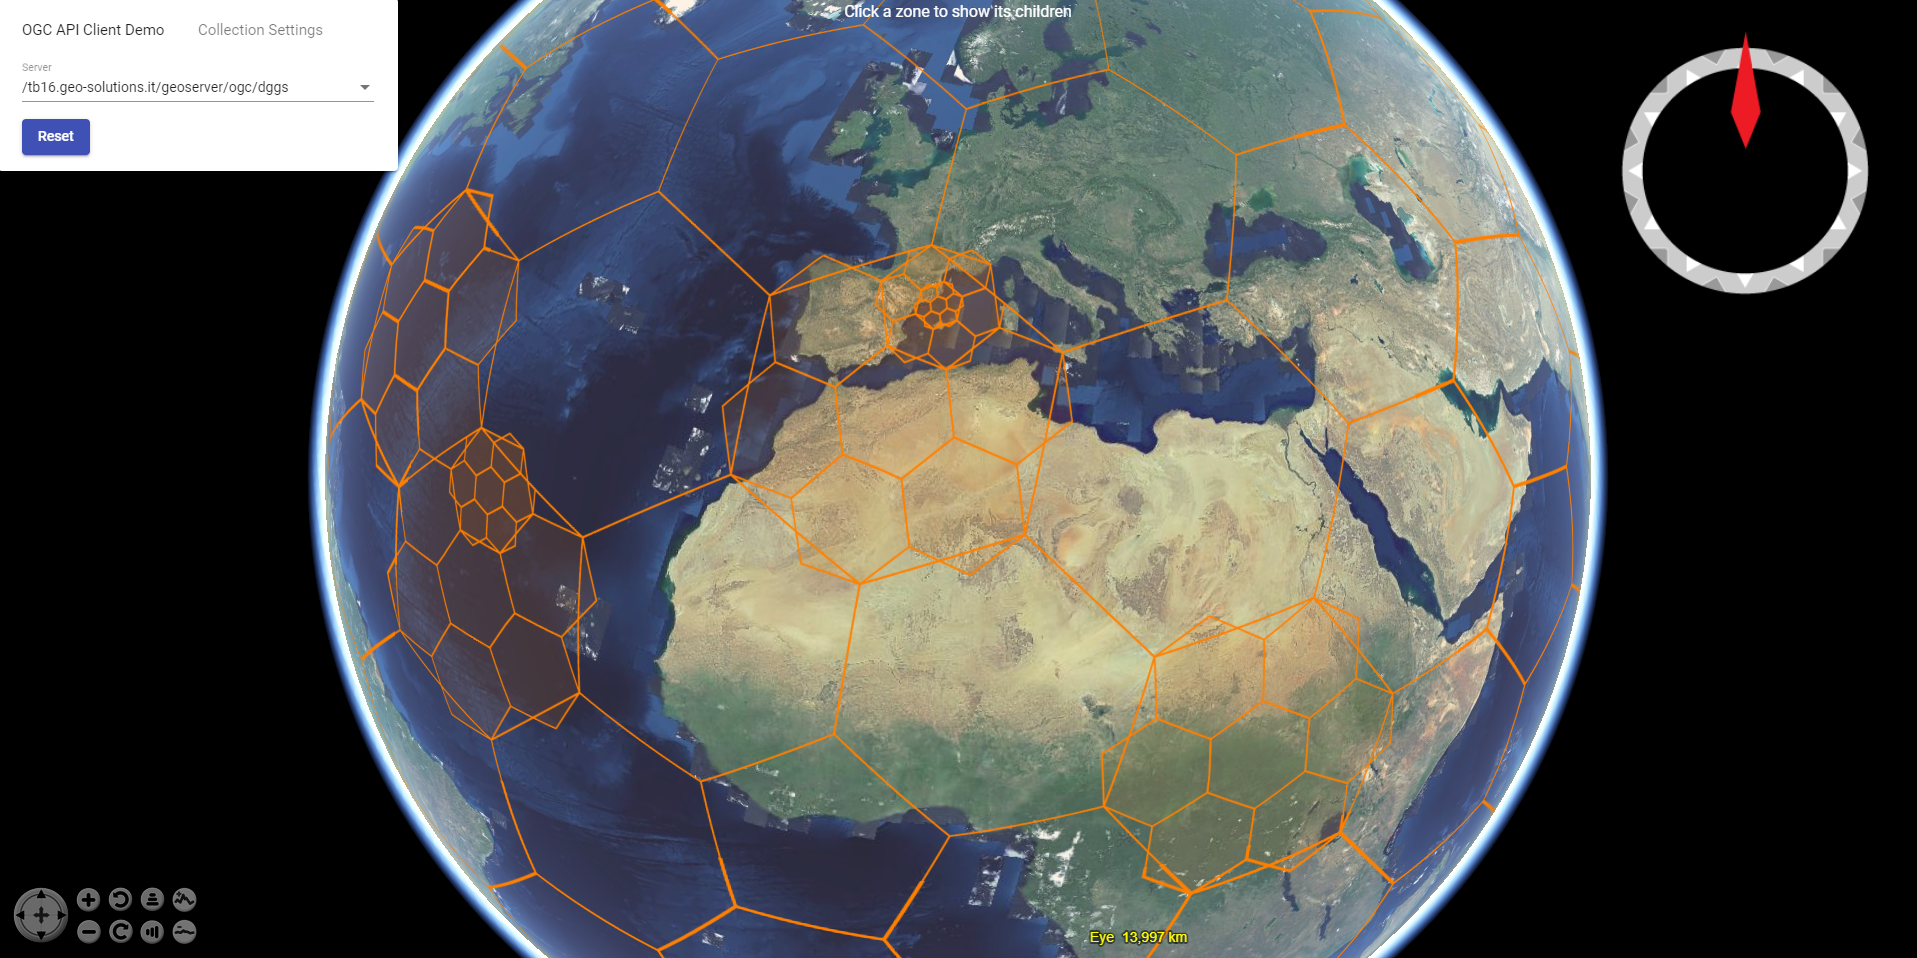 OGC API Client Demo
Collection Settings
Server
/tb16.geo-solutions.it/geoserver/ogc/dggs
Reset
Click a zone to show its children
Eye 13,997 km